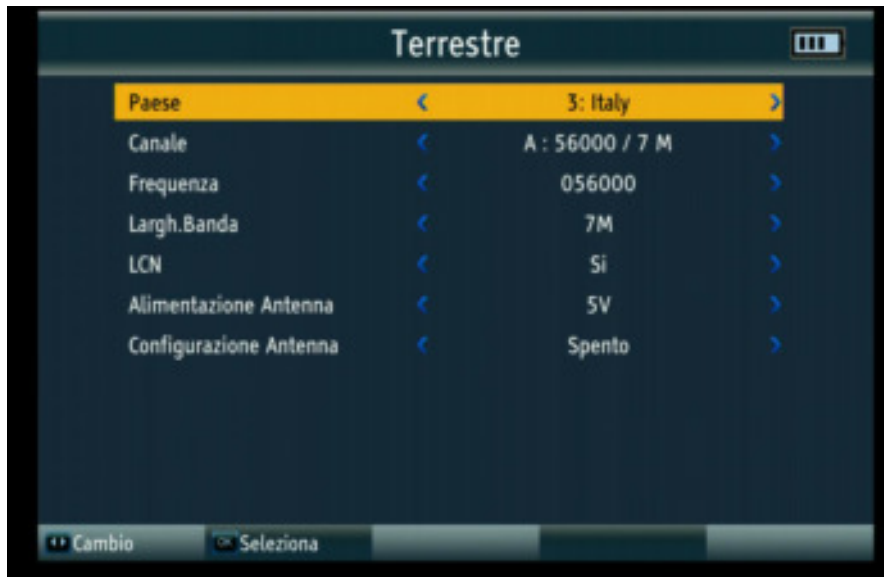 Terrestre
Paese 3: Italy
Canale A : 56000 / 7 M
Frequenza 056000
Largh.Banda 7M
LCN Si
Alimentazione Antenna 5V
Configurazione Antenna Spento
Cambio OK Seleziona